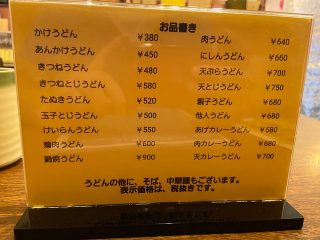 お品書き
かけうどん ¥380
あんかけうどん ¥450
きつねうどん ¥480
きつねとじうどん ¥580
たぬきうどん ¥520
玉子とじうどん ¥500
けいらんうどん ¥550
鶏肉うどん ¥600
鍋焼うどん ¥900
肉うどん ¥640
にしんうどん ¥660
天ぷらうどん ¥700
天とじうどん ¥750
親子うどん ¥680
他人うどん ¥680
あげカレーうどん ¥580
肉カレーうどん ¥680
天カレーうどん ¥700
うどんの他に、そば、中華麺もございます。
表示価格は、税抜きです。